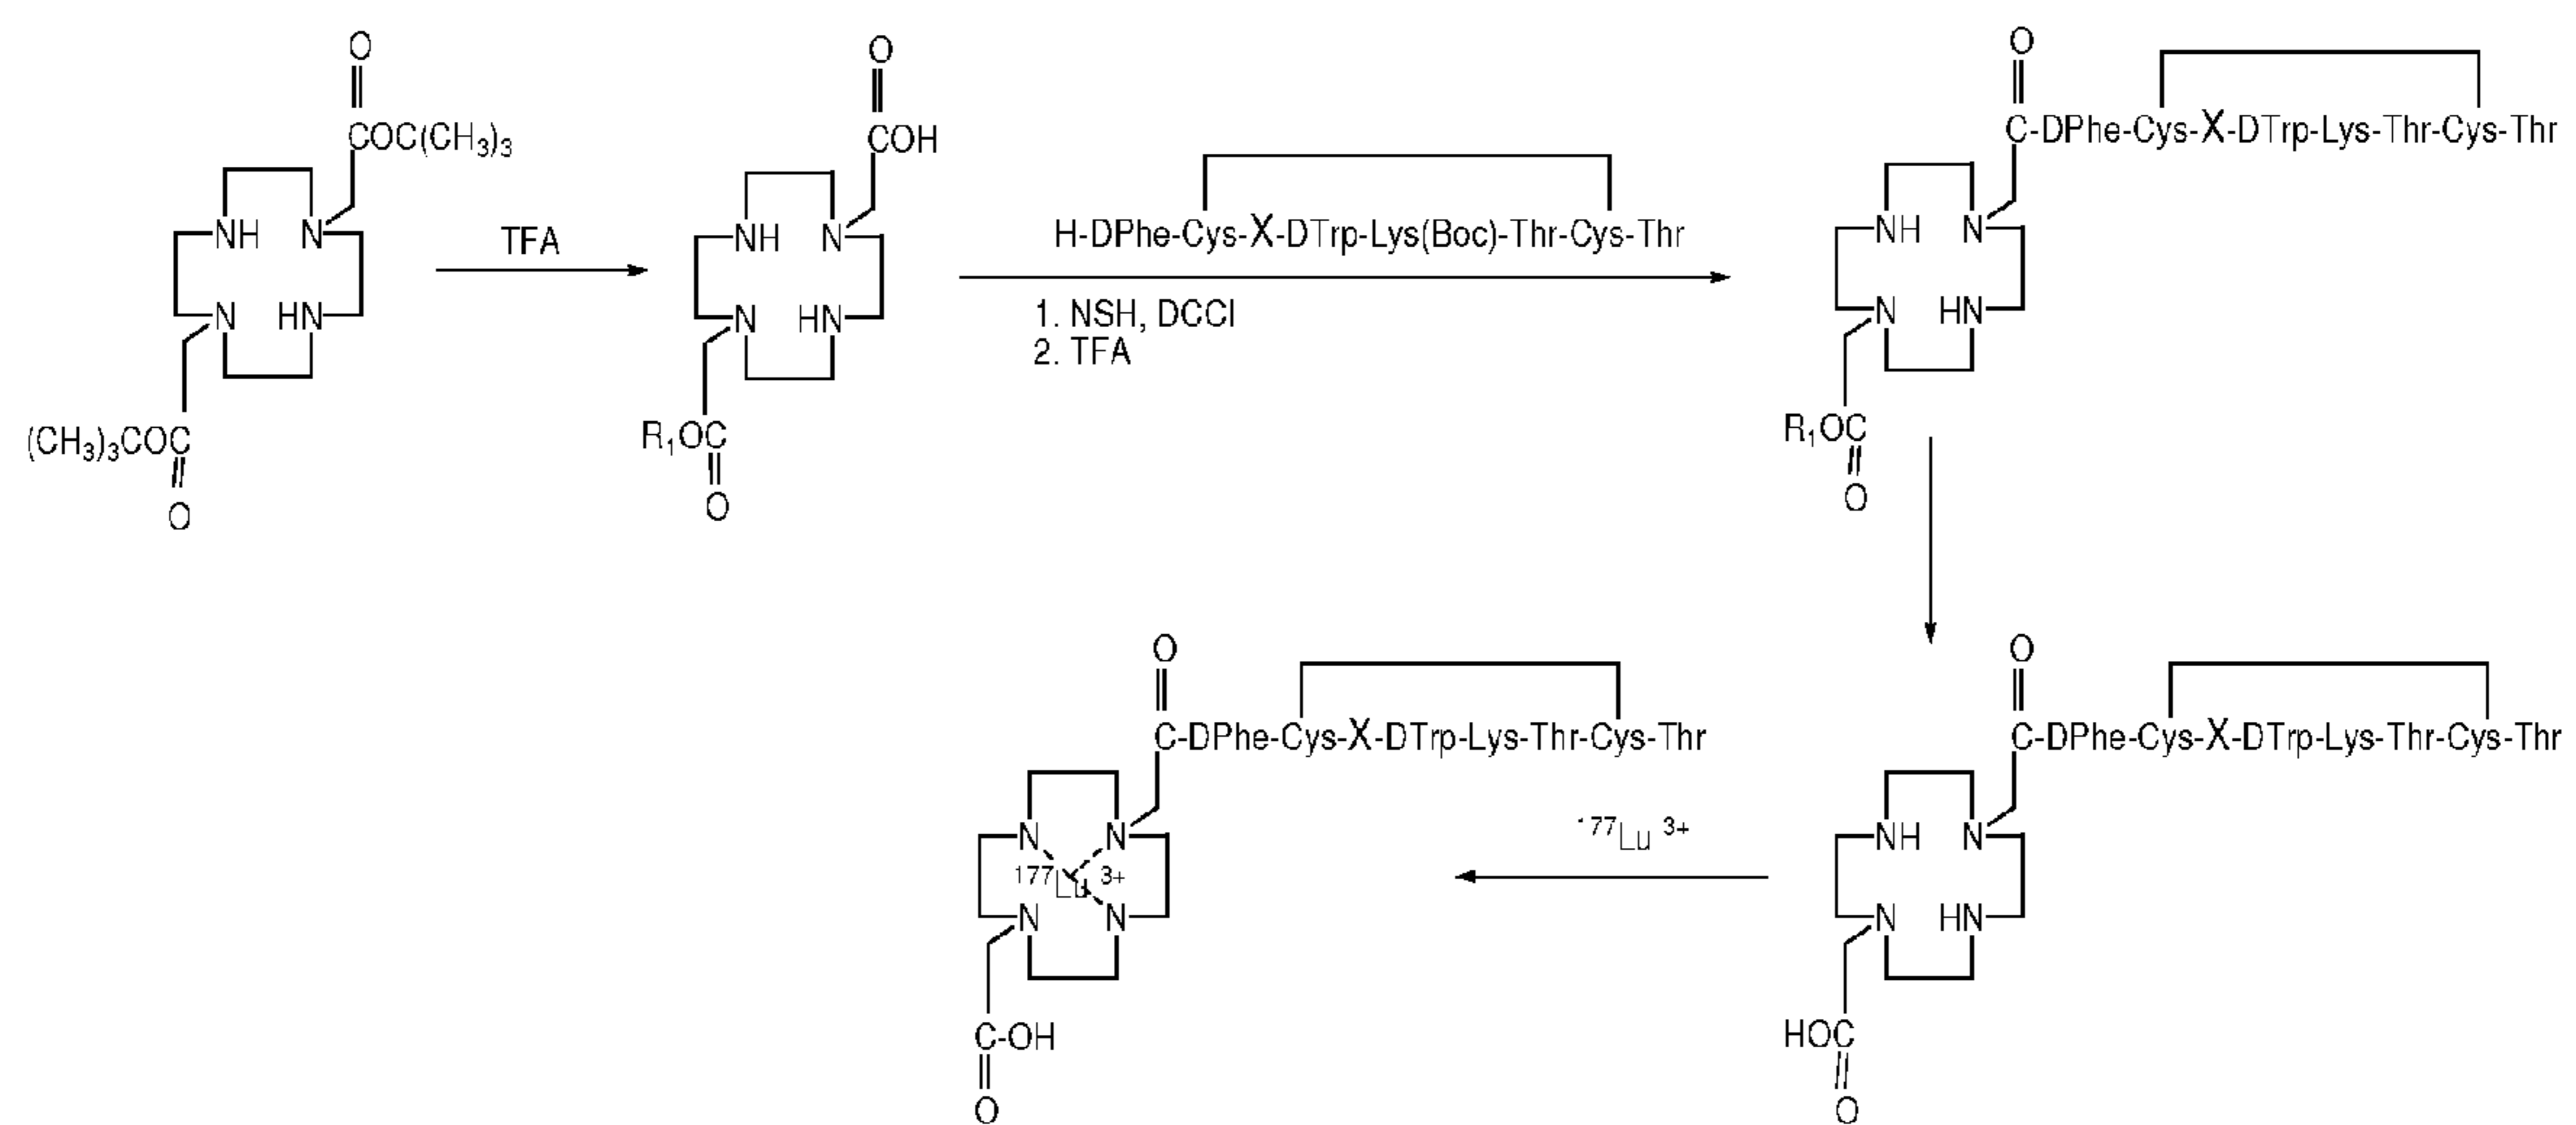 O
COC(CH3)3
NH N
N HN
(CH3)3COC
O
TFA
O
COH
NH N
N HN
R1OC
O
H-DPhe-Cys-X-DTrp-Lys(Boc)-Thr-Cys-Thr
1. NSH, DCCI
2. TFA
O
C-DPhe-Cys-X-DTrp-Lys-Thr-Cys-Thr
NH N
N HN
R1OC
O
O
C-DPhe-Cys-X-DTrp-Lys-Thr-Cys-Thr
NH N
N HN
HOC
O
177Lu 3+
O
C-DPhe-Cys-X-DTrp-Lys-Thr-Cys-Thr
N N
177Lu 3+
N N
C-OH
O